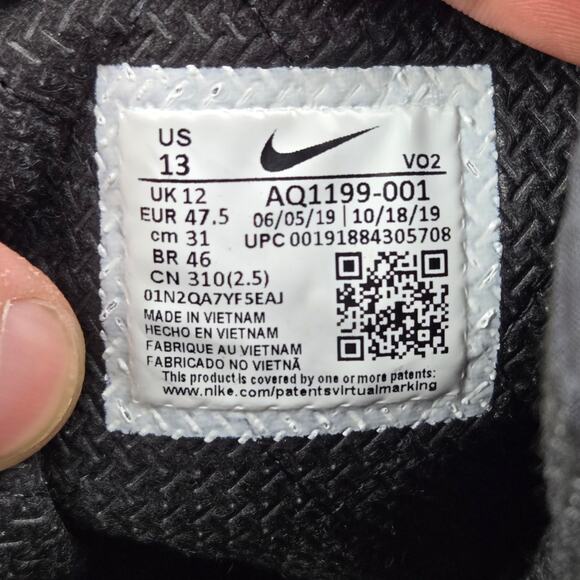 US
13
VO2
UK 12
AQ1199-001
EUR 47.5
06/05/19 | 10/18/19
cm 31
UPC 00191884305708
BR 46
CN 310(2.5)
01N2QA7YF5EAJ
MADE IN VIETNAM
HECHO EN VIETNAM
FABRIQUE AU VIETNAM
FABRICADO NO VIETNÃ
This product is covered by one or more patents:
www.nike.com/patentsvirtualmarking